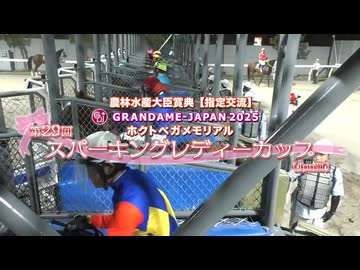 農林水産大臣賞典【指定交流】
GRANDAME-JAPAN 2025
ホクトベガメモリアル
第29回
スパーキングレディーカップ